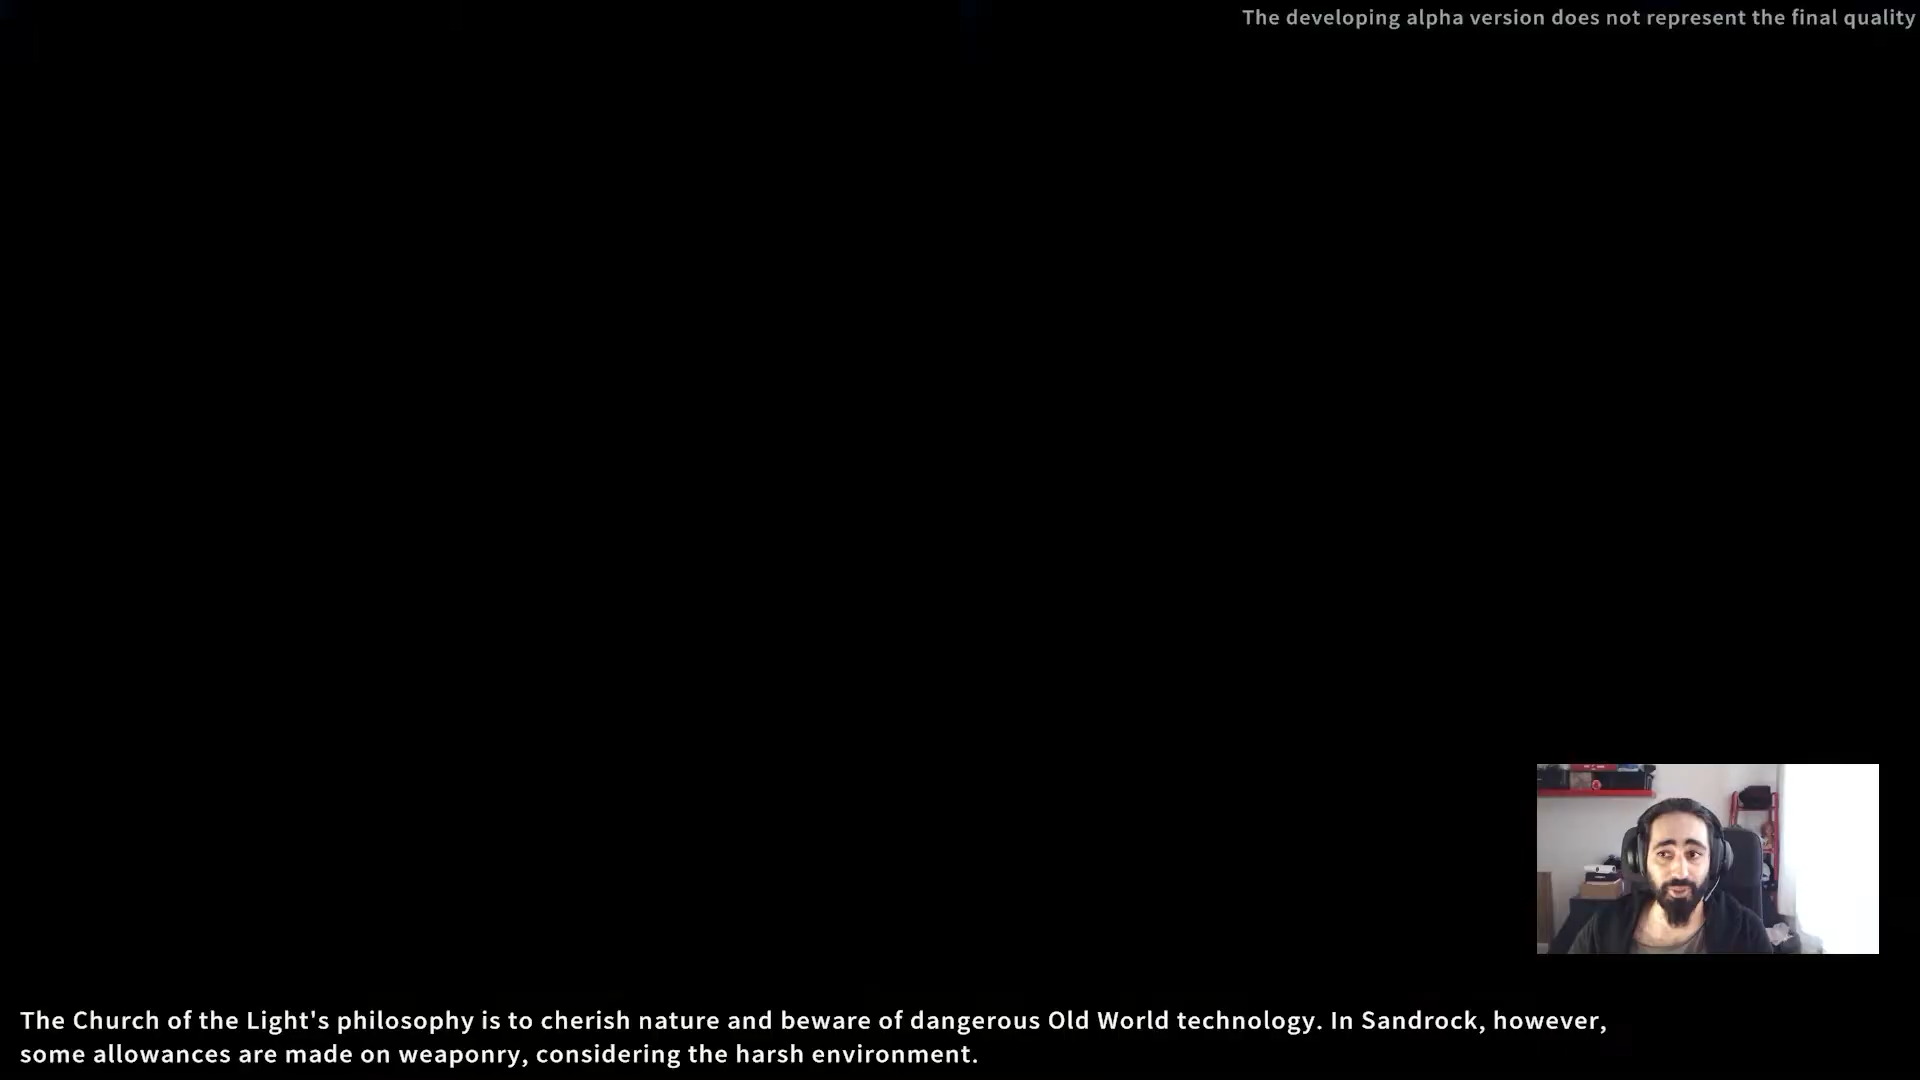 The developing alpha version does not represent the final quality
The Church of the Light's philosophy is to cherish nature and beware of dangerous Old World technology. In Sandrock, however,
some allowances are made on weaponry, considering the harsh environment.